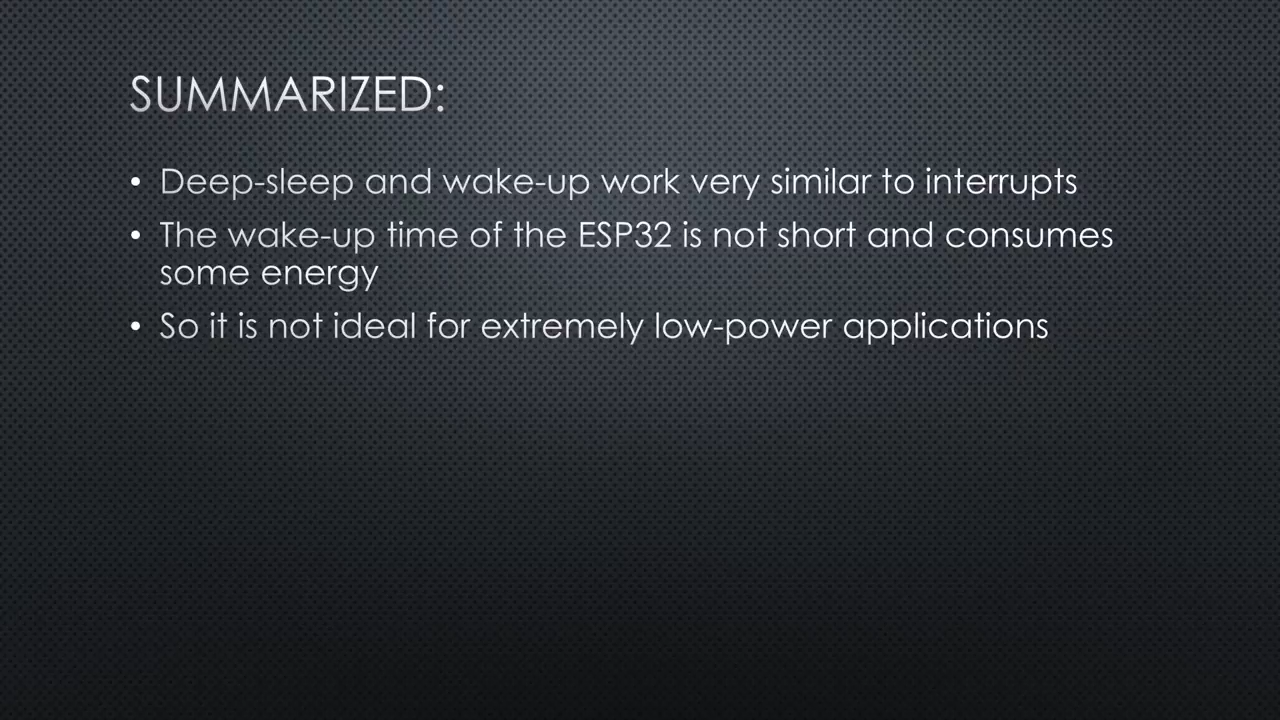 SUMMARIZED:
• Deep-sleep and wake-up work very similar to interrupts
• The wake-up time of the ESP32 is not short and consumes
some energy
• So it is not ideal for extremely low-power applications